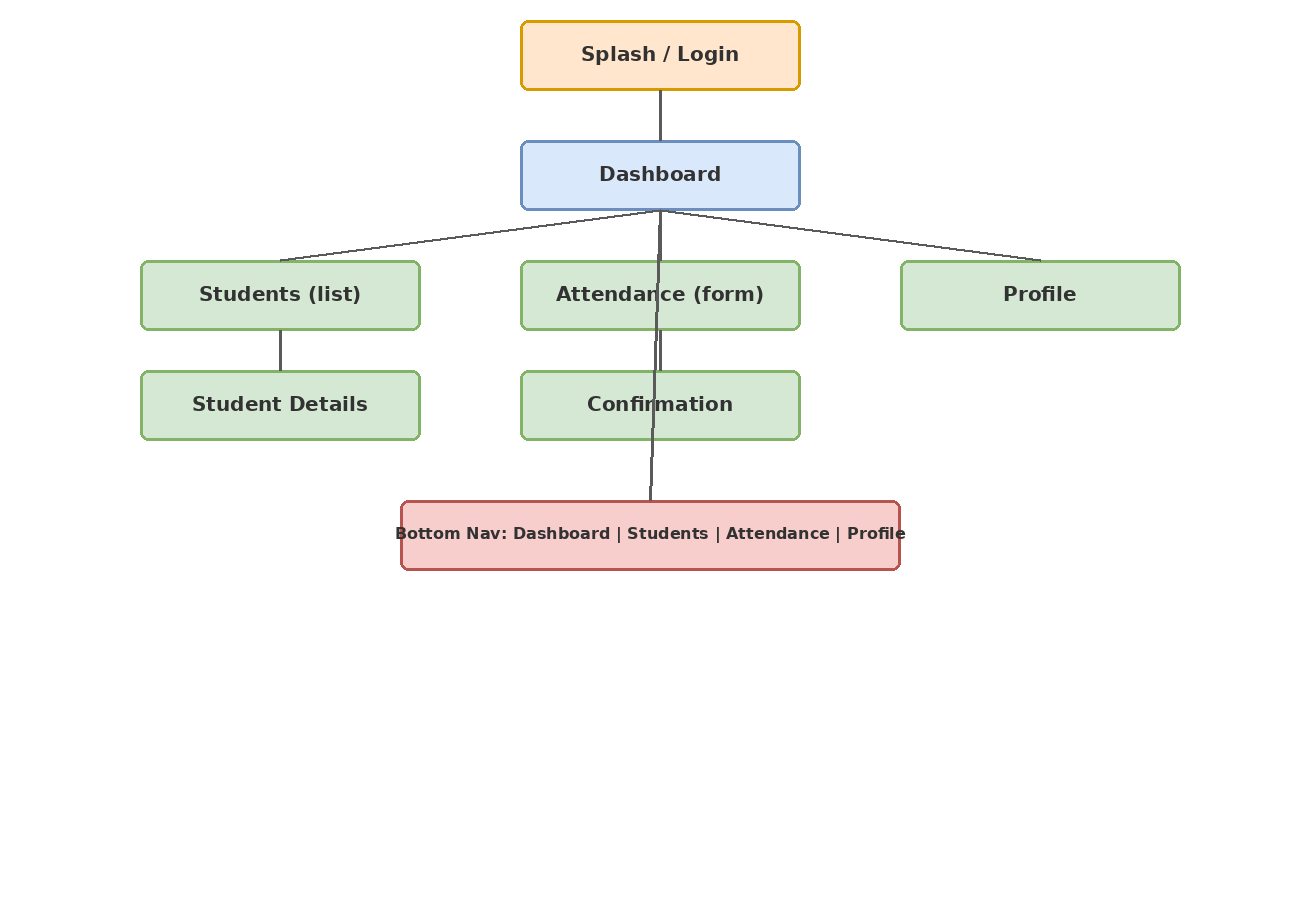 Splash / Login
Dashboard
Students (list)
Attendance (form)
Profile
Student Details
Confirmation
Bottom Nav: Dashboard | Students | Attendance | Profile